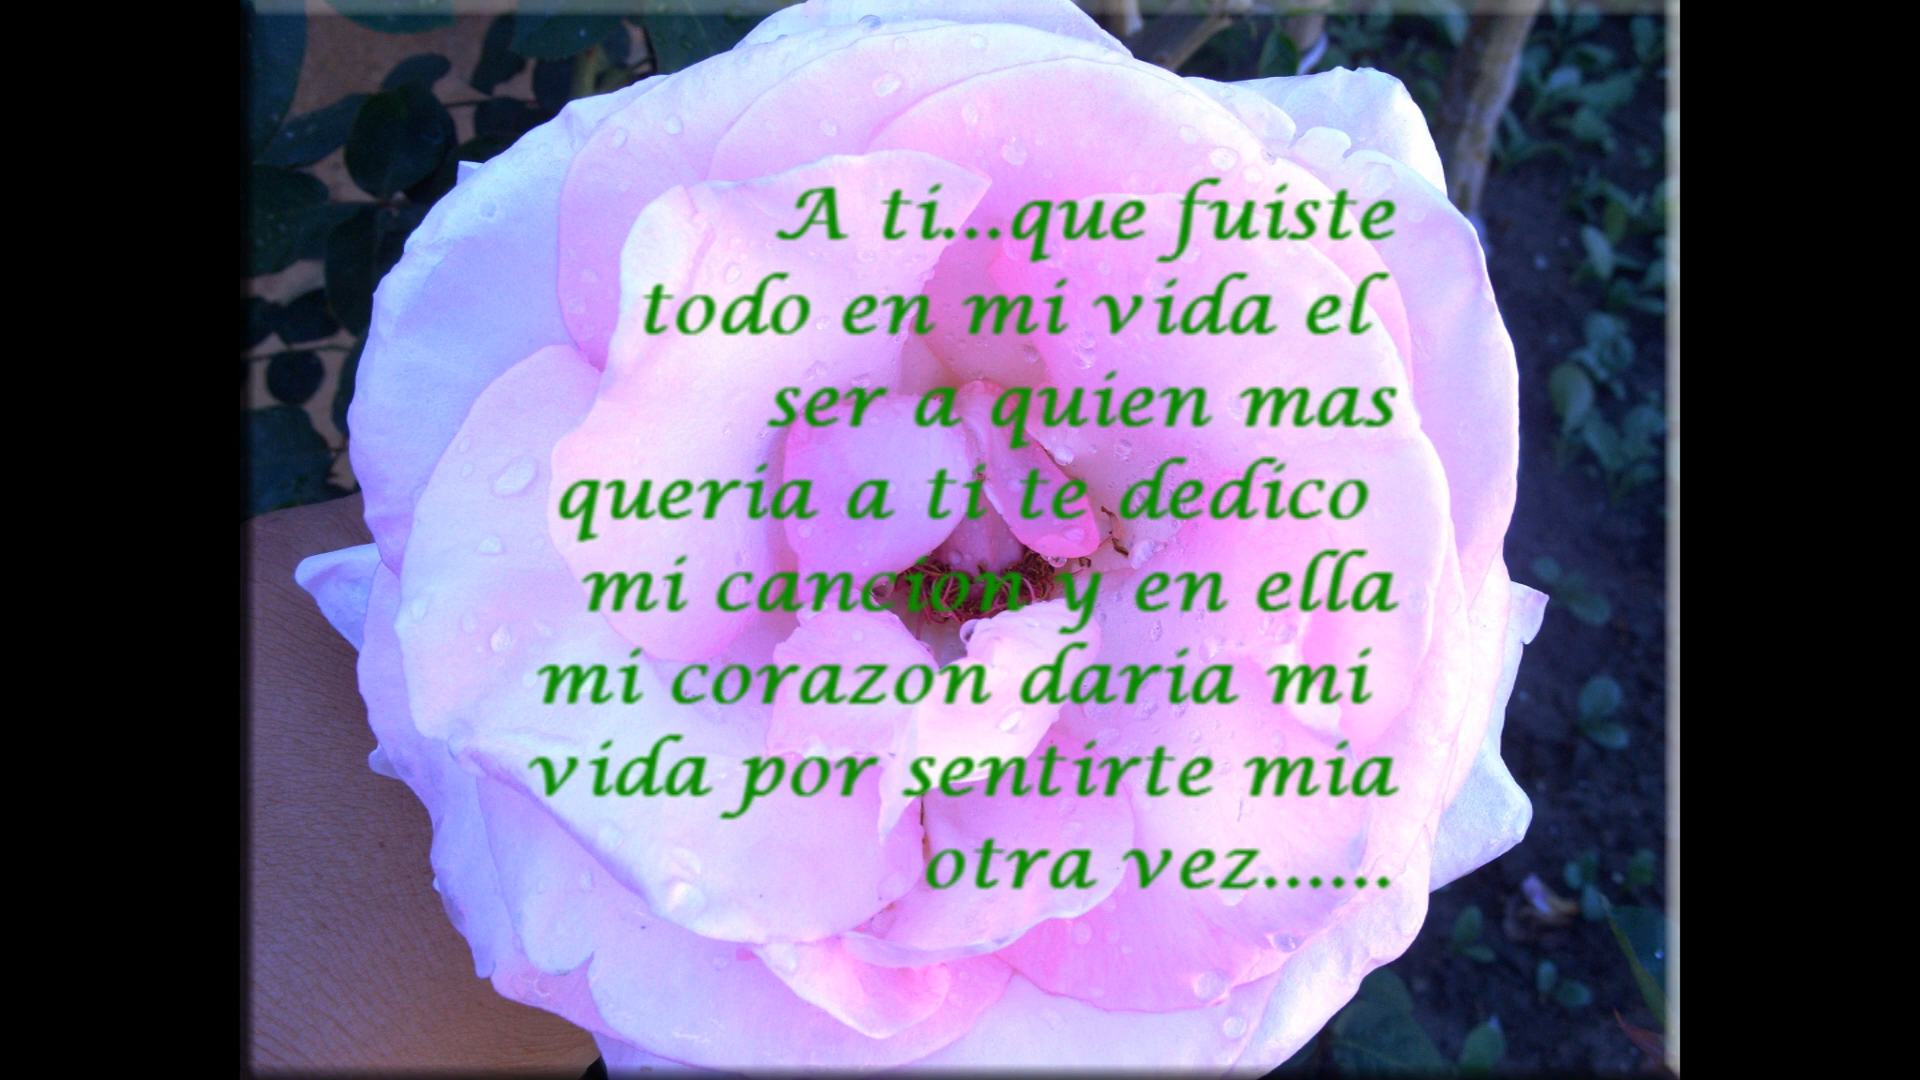 A ti...que fuiste
todo en mi vida el
ser a quien mas
queria a ti te dedico
mi cancion y en ella
mi corazon daria mi
vida por sentirte mia
otra vez......